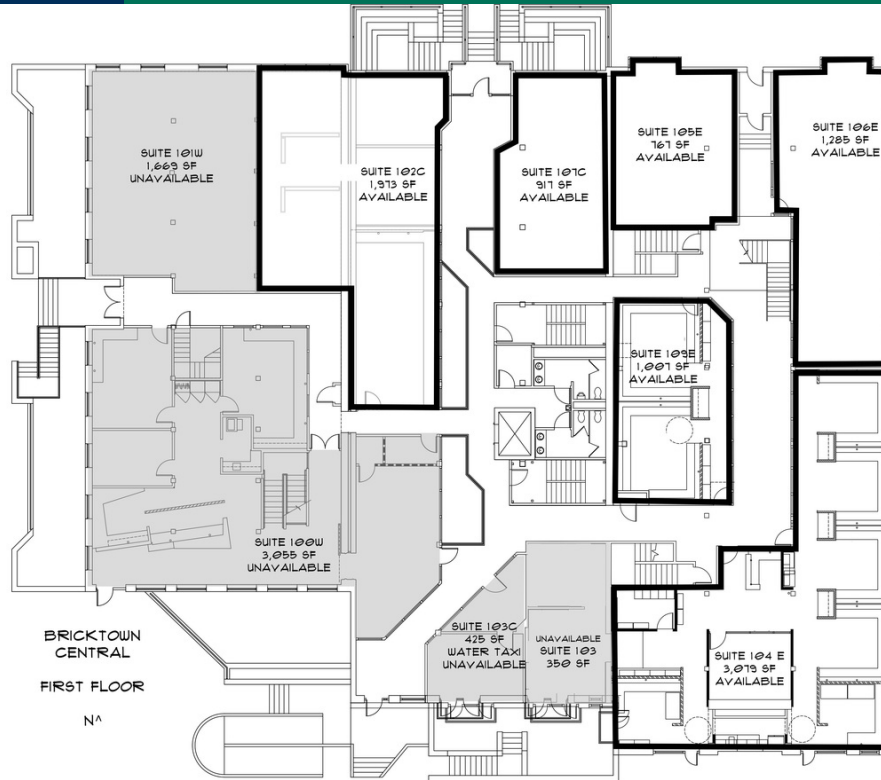 SUITE 101W
1,669 SF
UNAVAILABLE
SUITE 102C
1,973 SF
AVAILABLE
SUITE 107C
917 SF
AVAILABLE
SUITE 105E
767 SF
AVAILABLE
SUITE 106E
1,285 SF
AVAILABLE
SUITE 109E
1,007 SF
AVAILABLE
SUITE 100W
3,055 SF
UNAVAILABLE
SUITE 103C
425 SF
WATER TAXI
UNAVAILABLE
UNAVAILABLE
SUITE 103
350 SF
SUITE 104 E
3,079 SF
AVAILABLE
BRICKTOWN
CENTRAL
FIRST FLOOR
N^